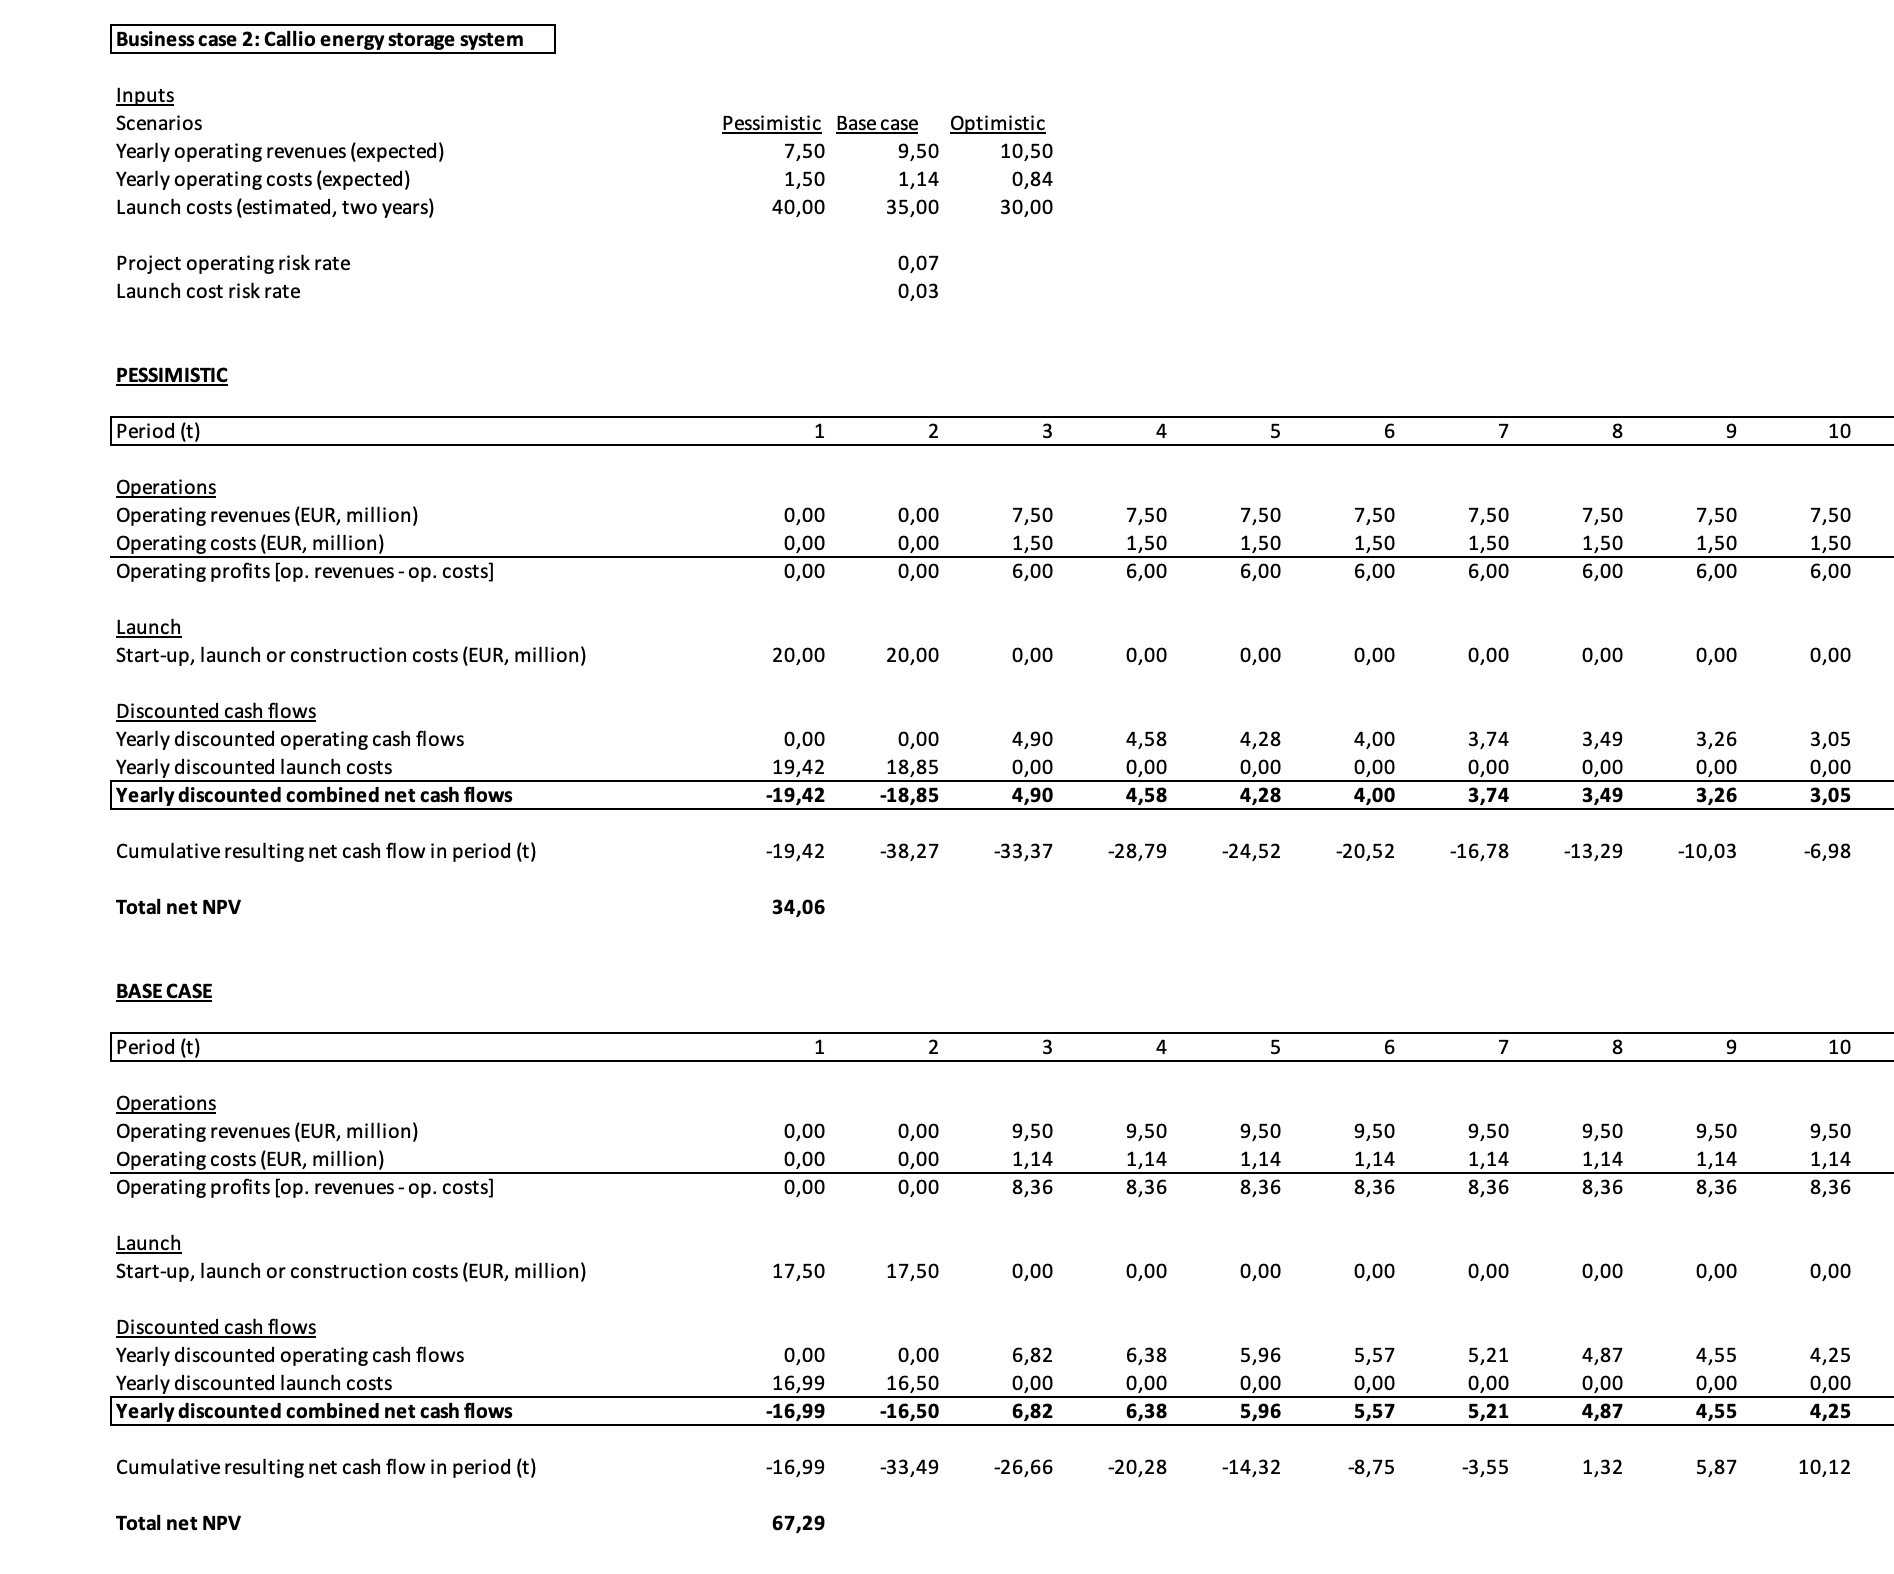 Business case 2: Callio energy storage system
Inputs
Scenarios Pessimistic Base case Optimistic
Yearly operating revenues (expected) 7,50 9,50 10,50
Yearly operating costs (expected) 1,50 1,14 0,84
Launch costs (estimated, two years) 40,00 35,00 30,00
Project operating risk rate 0,07
Launch cost risk rate 0,03
PESSIMISTIC
Period (t) 1 2 3 4 5 6 7 8 9 10
Operations
Operating revenues (EUR, million) 0,00 0,00 7,50 7,50 7,50 7,50 7,50 7,50 7,50 7,50
Operating costs (EUR, million) 0,00 0,00 1,50 1,50 1,50 1,50 1,50 1,50 1,50 1,50
Operating profits [op. revenues - op. costs] 0,00 0,00 6,00 6,00 6,00 6,00 6,00 6,00 6,00 6,00
Launch
Start-up, launch or construction costs (EUR, million) 20,00 20,00 0,00 0,00 0,00 0,00 0,00 0,00 0,00 0,00
Discounted cash flows
Yearly discounted operating cash flows 0,00 0,00 4,90 4,58 4,28 4,00 3,74 3,49 3,26 3,05
Yearly discounted launch costs 19,42 18,85 0,00 0,00 0,00 0,00 0,00 0,00 0,00 0,00
Yearly discounted combined net cash flows -19,42 -18,85 4,90 4,58 4,28 4,00 3,74 3,49 3,26 3,05
Cumulative resulting net cash flow in period (t) -19,42 -38,27 -33,37 -28,79 -24,52 -20,52 -16,78 -13,29 -10,03 -6,98
Total net NPV 34,06
BASE CASE
Period (t) 1 2 3 4 5 6 7 8 9 10
Operations
Operating revenues (EUR, million) 0,00 0,00 9,50 9,50 9,50 9,50 9,50 9,50 9,50 9,50
Operating costs (EUR, million) 0,00 0,00 1,14 1,14 1,14 1,14 1,14 1,14 1,14 1,14
Operating profits [op. revenues - op. costs] 0,00 0,00 8,36 8,36 8,36 8,36 8,36 8,36 8,36 8,36
Launch
Start-up, launch or construction costs (EUR, million) 17,50 17,50 0,00 0,00 0,00 0,00 0,00 0,00 0,00 0,00
Discounted cash flows
Yearly discounted operating cash flows 0,00 0,00 6,82 6,38 5,96 5,57 5,21 4,87 4,55 4,25
Yearly discounted launch costs 16,99 16,50 0,00 0,00 0,00 0,00 0,00 0,00 0,00 0,00
Yearly discounted combined net cash flows -16,99 -16,50 6,82 6,38 5,96 5,57 5,21 4,87 4,55 4,25
Cumulative resulting net cash flow in period (t) -16,99 -33,49 -26,66 -20,28 -14,32 -8,75 -3,55 1,32 5,87 10,12
Total net NPV 67,29